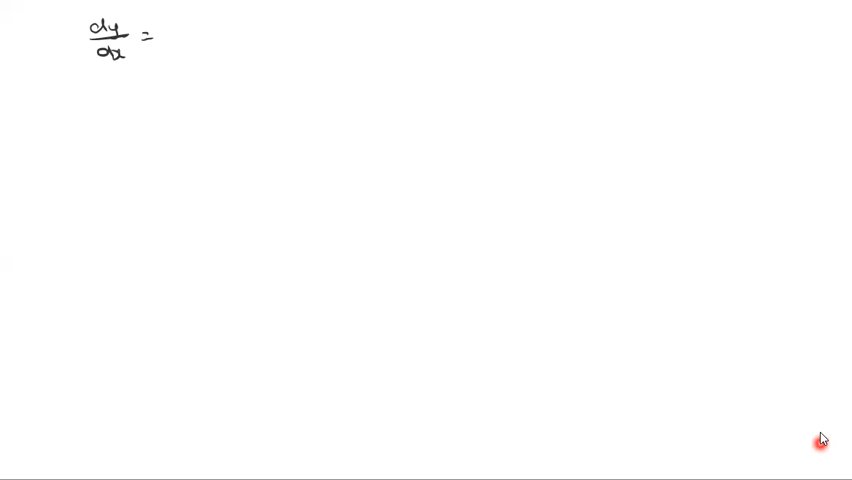 dy/dx =